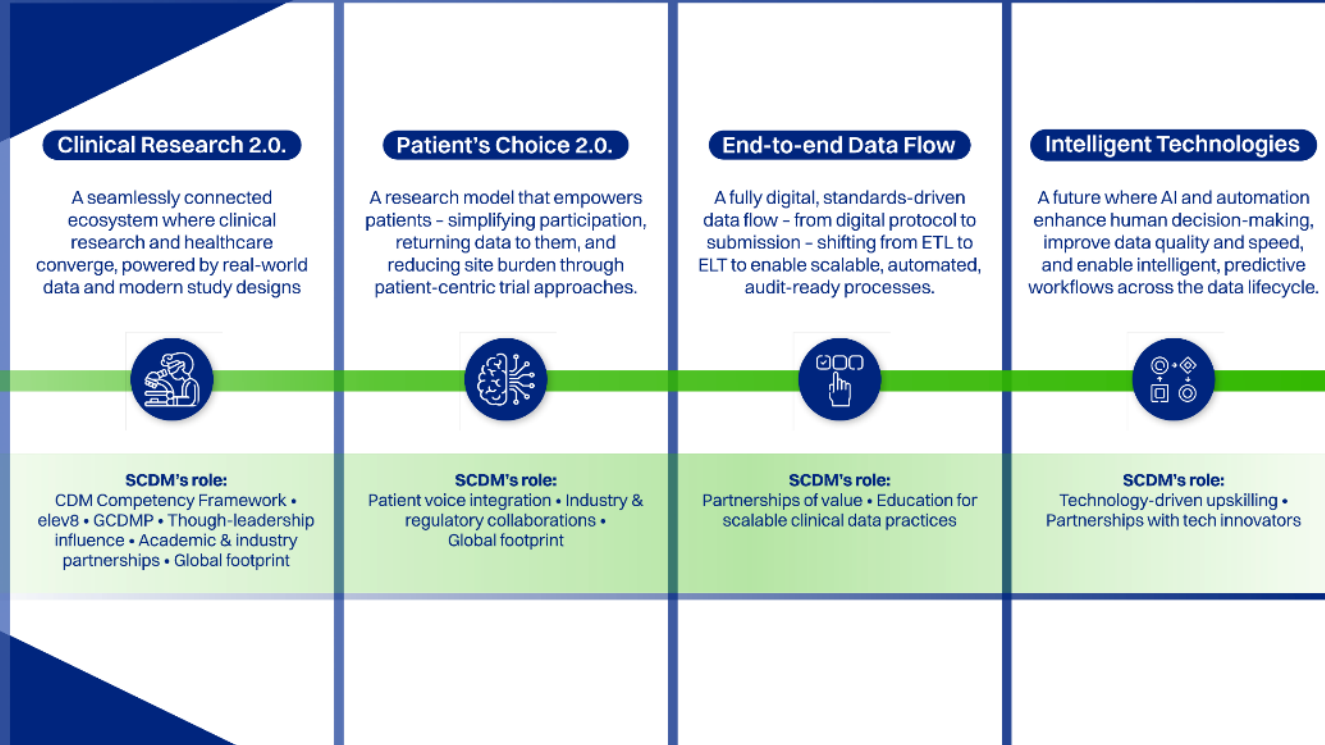 Clinical Research 2.0.
A seamlessly connected
ecosystem where clinical
research and healthcare
converge, powered by real-world
data and modern study designs
SCDM's role:
CDM Competency Framework •
elev8 • GCDMP • Though-leadership
influence • Academic & industry
partnerships • Global footprint
Patient's Choice 2.0.
A research model that empowers
patients – simplifying participation,
returning data to them, and
reducing site burden through
patient-centric trial approaches.
SCDM's role:
Patient voice integration • Industry &
regulatory collaborations •
Global footprint
End-to-end Data Flow
A fully digital, standards-driven
data flow – from digital protocol to
submission – shifting from ETL to
ELT to enable scalable, automated,
audit-ready processes.
SCDM's role:
Partnerships of value • Education for
scalable clinical data practices
Intelligent Technologies
A future where AI and automation
enhance human decision-making,
improve data quality and speed,
and enable intelligent, predictive
workflows across the data lifecycle.
SCDM's role:
Technology-driven upskilling •
Partnerships with tech innovators